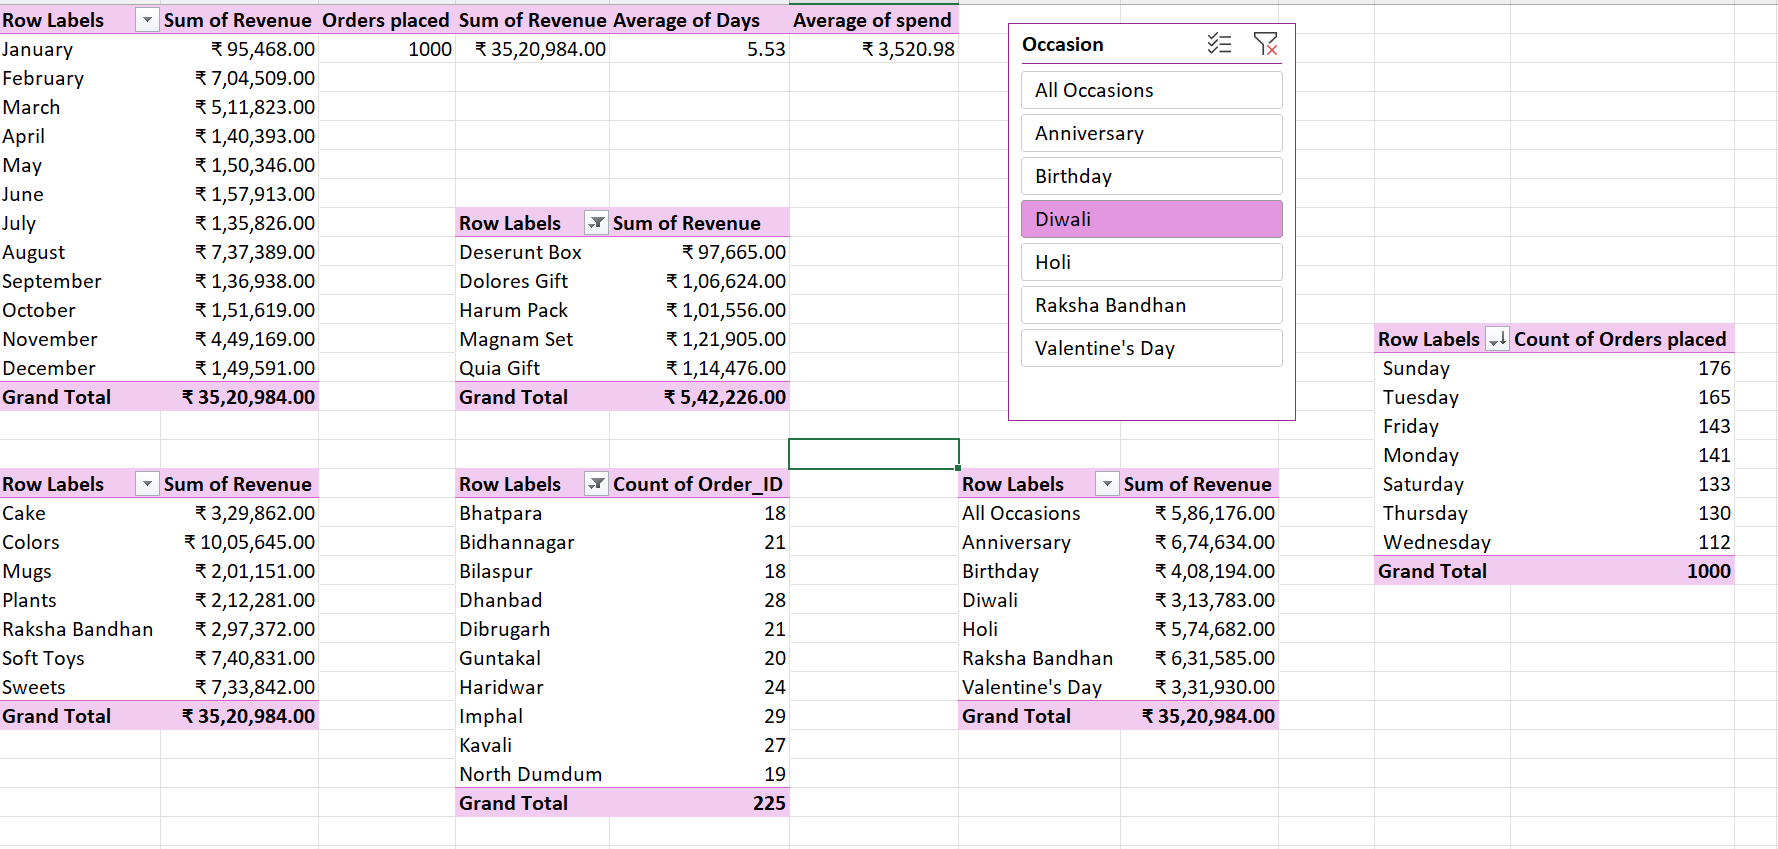 Row Labels Sum of Revenue Orders placed Sum of Revenue Average of Days Average of spend
January ₹ 95,468.00 1000 ₹ 35,20,984.00 5.53 ₹ 3,520.98
February ₹ 7,04,509.00
March ₹ 5,11,823.00
April ₹ 1,40,393.00
May ₹ 1,50,346.00
June ₹ 1,57,913.00
July ₹ 1,35,826.00
August ₹ 7,37,389.00
September ₹ 1,36,938.00
October ₹ 1,51,619.00
November ₹ 4,49,169.00
December ₹ 1,49,591.00
Grand Total ₹ 35,20,984.00
Row Labels Sum of Revenue
Deserunt Box ₹ 97,665.00
Dolores Gift ₹ 1,06,624.00
Harum Pack ₹ 1,01,556.00
Magnam Set ₹ 1,21,905.00
Quia Gift ₹ 1,14,476.00
Grand Total ₹ 5,42,226.00
Occasion
All Occasions
Anniversary
Birthday
Diwali
Holi
Raksha Bandhan
Valentine's Day
Row Labels Count of Orders placed
Sunday 176
Tuesday 165
Friday 143
Monday 141
Saturday 133
Thursday 130
Wednesday 112
Grand Total 1000
Row Labels Sum of Revenue
Cake ₹ 3,29,862.00
Colors ₹ 10,05,645.00
Mugs ₹ 2,01,151.00
Plants ₹ 2,12,281.00
Raksha Bandhan ₹ 2,97,372.00
Soft Toys ₹ 7,40,831.00
Sweets ₹ 7,33,842.00
Grand Total ₹ 35,20,984.00
Row Labels Count of Order_ID
Bhatpara 18
Bidhannagar 21
Bilaspur 18
Dhanbad 28
Dibrugarh 21
Guntakal 20
Haridwar 24
Imphal 29
Kavali 27
North Dumdum 19
Grand Total 225
Row Labels Sum of Revenue
All Occasions ₹ 5,86,176.00
Anniversary ₹ 6,74,634.00
Birthday ₹ 4,08,194.00
Diwali ₹ 3,13,783.00
Holi ₹ 5,74,682.00
Raksha Bandhan ₹ 6,31,585.00
Valentine's Day ₹ 3,31,930.00
Grand Total ₹ 35,20,984.00